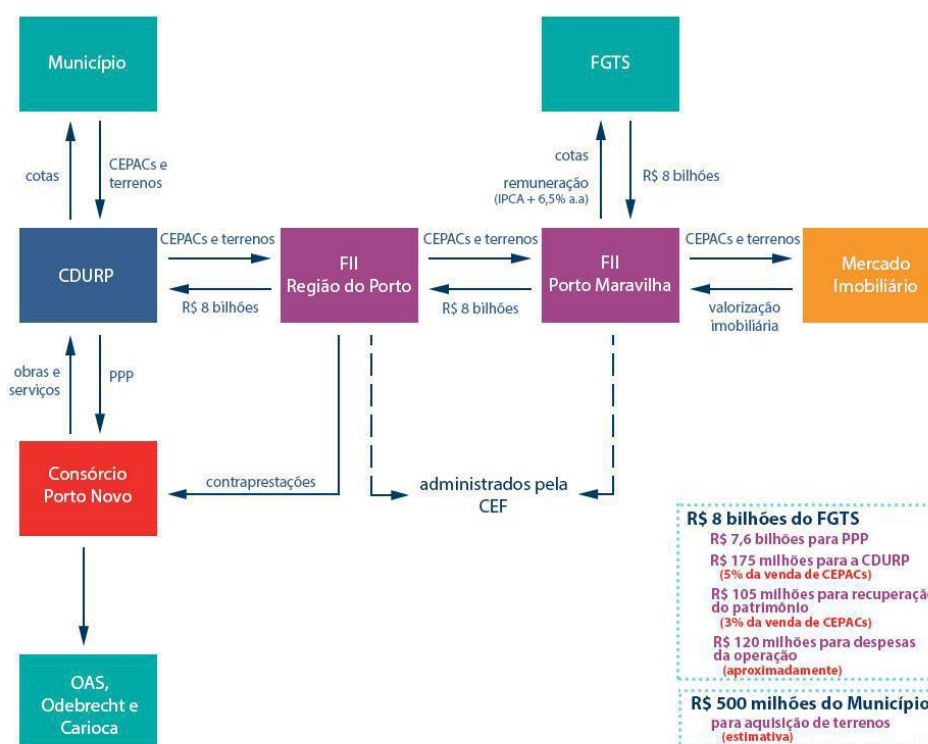 Município
FGTS
cotas
CEPACs e
terrenos
cotas
remuneração
(IPCA + 6,5% a.a)
R$ 8 bilhões
CDURP
CEPACs e terrenos
R$ 8 bilhões
FII
Região do Porto
CEPACs e terrenos
R$ 8 bilhões
FII
Porto Maravilha
CEPACs e terrenos
valorização
imobiliária
Mercado
Imobiliário
obras e
serviços
PPP
Consórcio
Porto Novo
contraprestações
administrados pela
CEF
OAS,
Odebrecht e
Carioca
R$ 8 bilhões do FGTS
R$ 7,6 bilhões para PPP
R$ 175 milhões para a CDURP
(5% da venda de CEPACs)
R$ 105 milhões para recuperação
do patrimônio
(3% da venda de CEPACs)
R$ 120 milhões para despesas
da operação
(aproximadamente)
R$ 500 milhões do Município
para aquisição de terrenos
(estimativa)